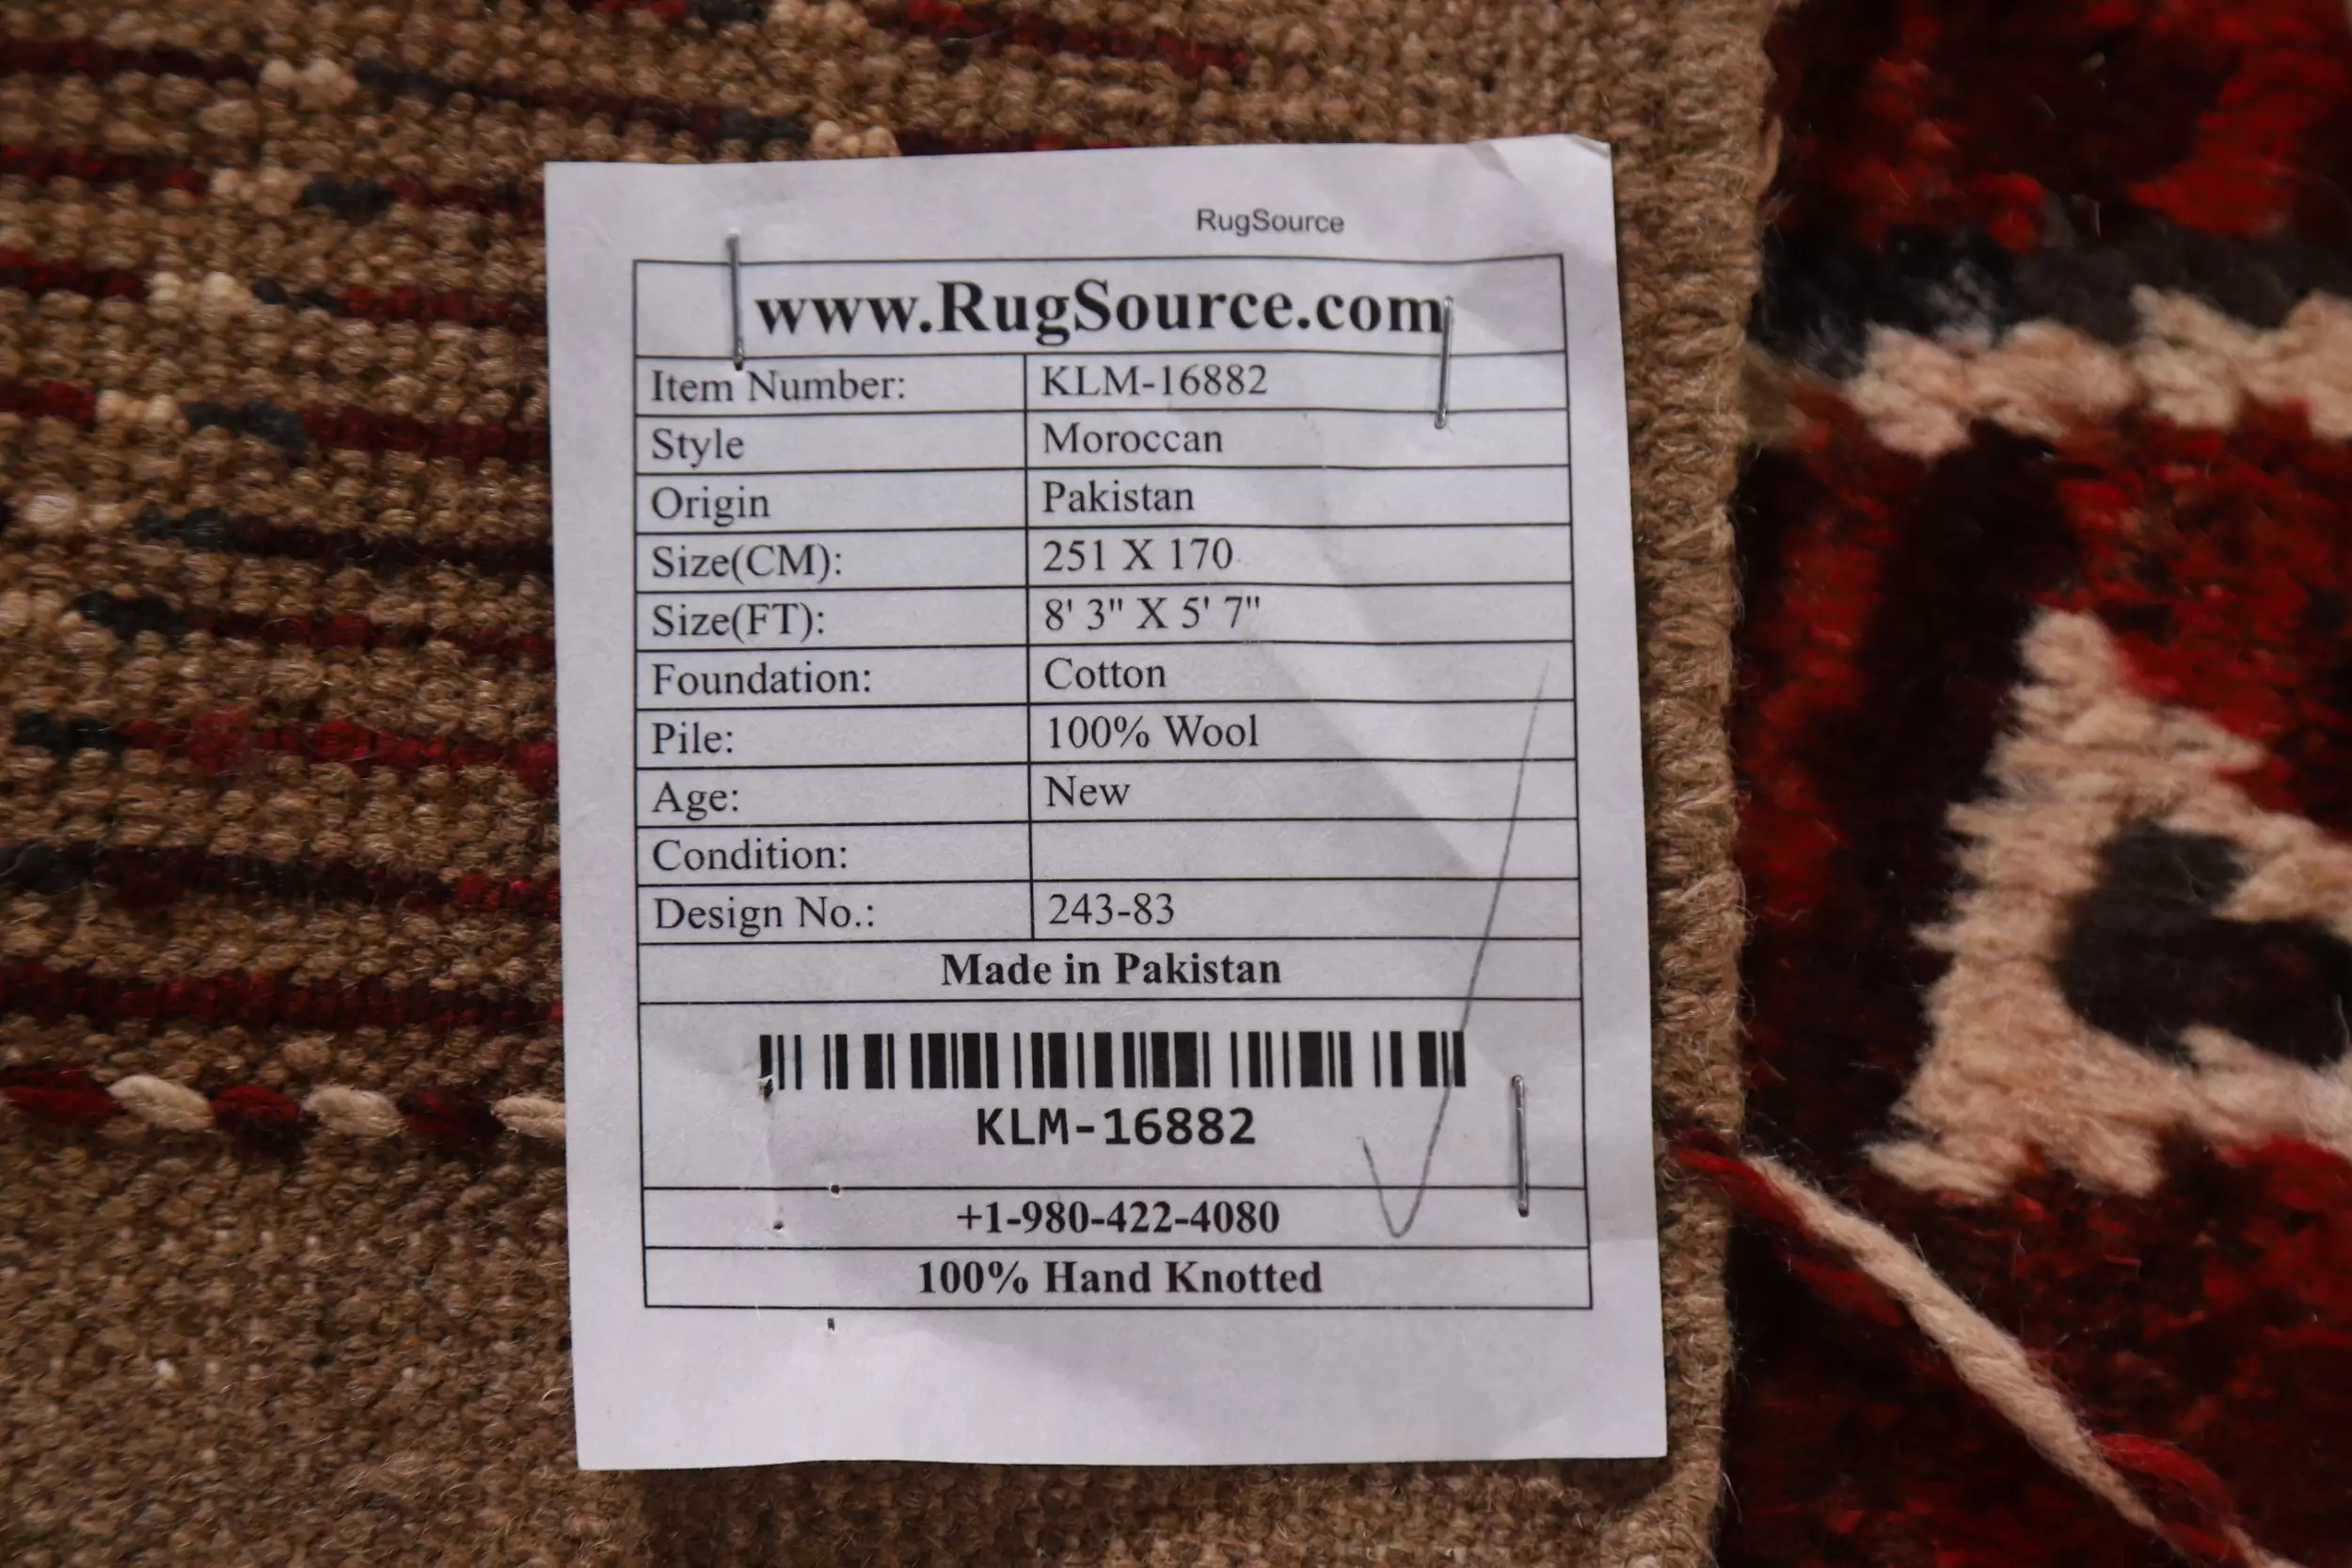 RugSource
www.RugSource.com
Item Number: KLM-16882
Style Moroccan
Origin Pakistan
Size(CM): 251 X 170
Size(FT): 8' 3" X 5' 7"
Foundation: Cotton
Pile: 100% Wool
Age: New
Condition:
Design No.: 243-83
Made in Pakistan
KLM-16882
+1-980-422-4080
100% Hand Knotted